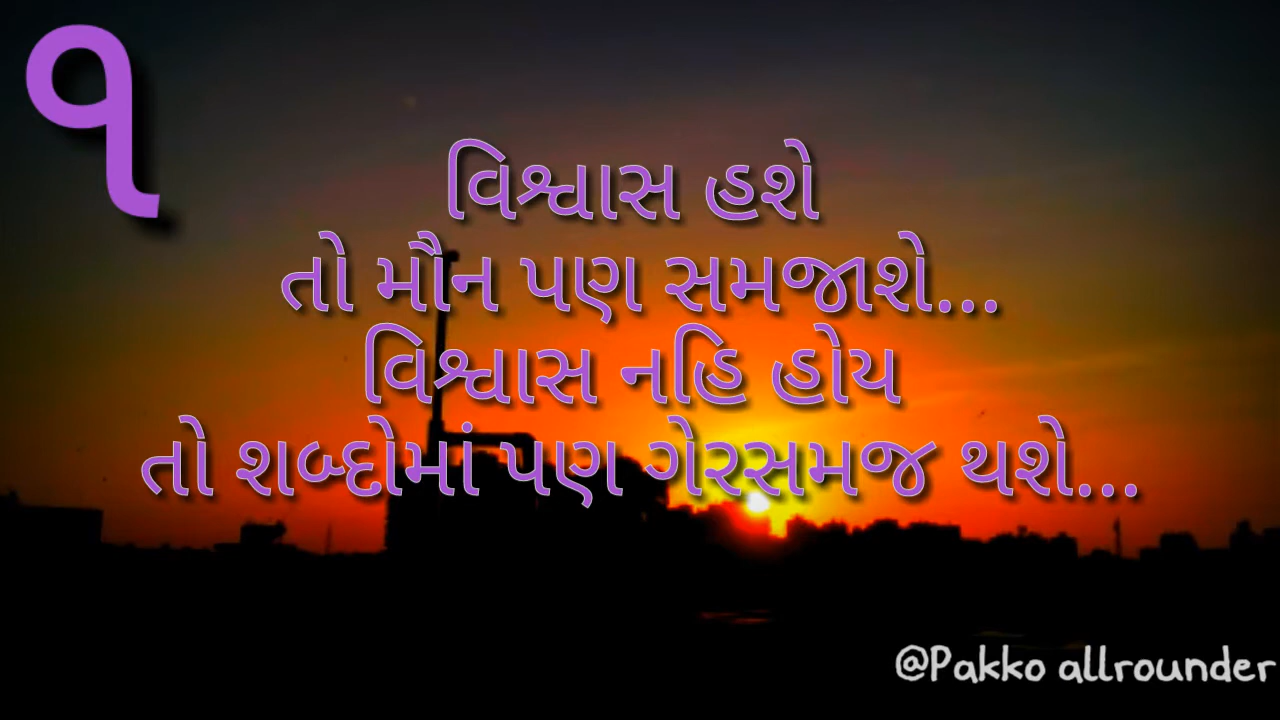 ૧
વિશ્વાસ હશે
તો મૌન પણ સમજાશે...
વિશ્વાસ નહિ હોય
તો શબ્દોમાં પણ ગેરસમજ થશે...
@Pakko allrounder